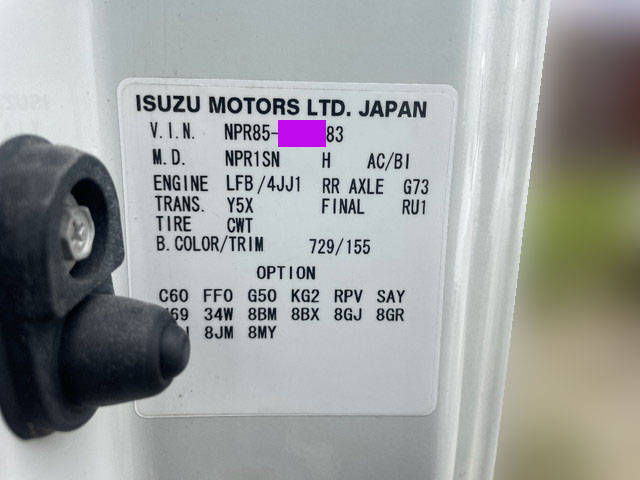 ISUZU MOTORS LTD. JAPAN
V.I.N. NPR85- 83
M.D. NPR1SN H AC/BI
ENGINE LFB/4JJ1 RR AXLE G73
TRANS. Y5X FINAL RU1
TIRE CWT
B.COLOR/TRIM 729/155
OPTION
C60 FF0 G50 KG2 RPV SAY
34W 8BM 8BX 8GJ 8GR
8JM 8MY